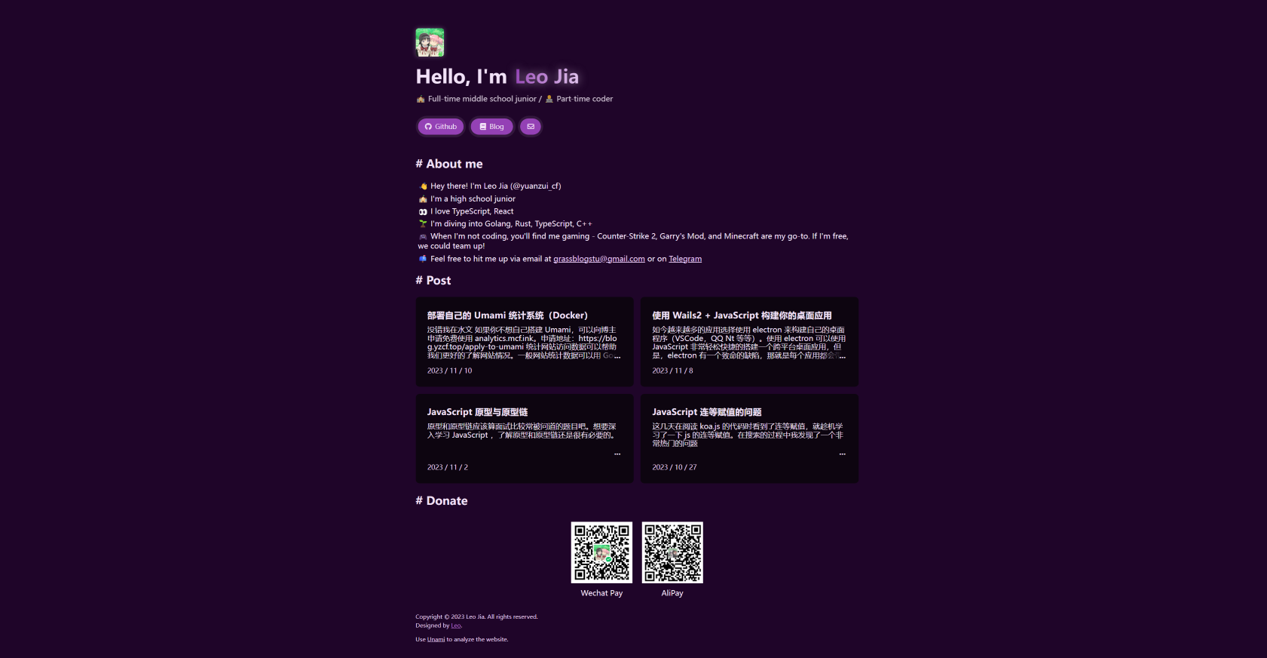 Hello, I'm Leo Jia
🏫 Full-time middle school junior / 👨‍💻 Part-time coder
Github Blog
# About me
👋 Hey there! I'm Leo Jia (@yuanzui_cf)
🏫 I'm a high school junior
👀 I love TypeScript, React
🌱 I'm diving into Golang, Rust, TypeScript, C++
🎮 When I'm not coding, you'll find me gaming - Counter-Strike 2, Garry's Mod, and Minecraft are my go-to. If I'm free,
we could team up!
📫 Feel free to hit me up via email at grassblogstu@gmail.com or on Telegram
# Post
部署自己的 Umami 统计系统（Docker）
没错我在水文 如果你不想自己搭建 Umami，可以向博主
申请免费使用 analytics.mcf.ink。申请地址：https://blo
g.yzcf.top/apply-to-umami 统计网站访问数据可以帮助
我们更好的了解网站情况。一般网站统计数据可以用 Go...
2023 / 11 / 10
使用 Wails2 + JavaScript 构建你的桌面应用
如今越来越多的应用选择使用 electron 来构建自己的桌面
程序（VSCode，QQ Nt 等等）。使用 electron 可以使用
JavaScript 非常轻松快捷的搭建一个跨平台桌面应用，但
是，electron 有一个致命的缺陷，那就是每个应用都会...
2023 / 11 / 8
JavaScript 原型与原型链
原型和原型链应该算面试比较常被问道的题目吧。想要深
入学习 JavaScript ，了解原型和原型链还是很有必要的。
...
2023 / 11 / 2
JavaScript 连等赋值的问题
这几天在阅读 koa.js 的代码时看到了连等赋值，就趁机学
习了一下 js 的连等赋值。在搜索的过程中我发现了一个非
常热门的问题
...
2023 / 10 / 27
# Donate
Wechat Pay
AliPay
Copyright © 2023 Leo Jia. All rights reserved.
Designed by Leo.
Use Umami to analyze the website.